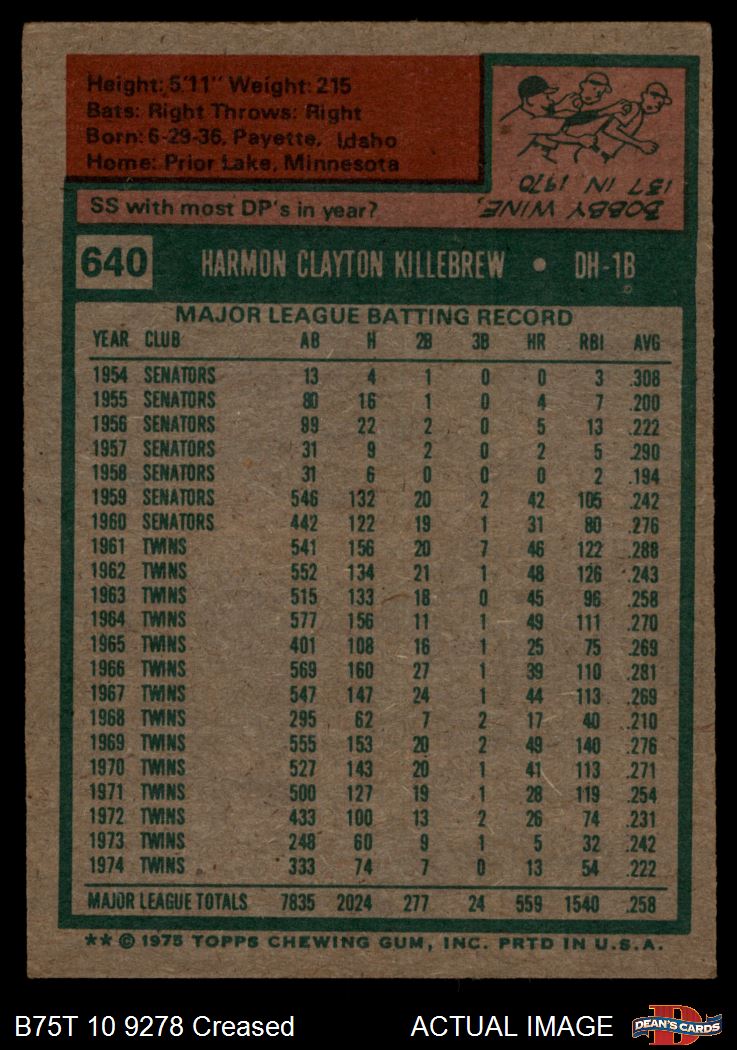 Height: 5'11" Weight: 215
Bats: Right Throws: Right
Born: 6-29-36, Payette, Idaho
Home: Prior Lake, Minnesota
SS with most DP's in year?
BOBBY WINE,
137 IN 1970
640 HARMON CLAYTON KILLEBREW • DH-1B
MAJOR LEAGUE BATTING RECORD
YEAR CLUB AB H 2B 3B HR RBI AVG
1954 SENATORS 13 4 1 0 0 3 .308
1955 SENATORS 80 16 1 0 4 7 .200
1956 SENATORS 99 22 2 0 5 13 .222
1957 SENATORS 31 9 2 0 2 5 .290
1958 SENATORS 31 6 0 0 0 2 .194
1959 SENATORS 546 132 20 2 42 105 .242
1960 SENATORS 442 122 19 1 31 80 .276
1961 TWINS 541 156 20 7 46 122 .288
1962 TWINS 552 134 21 1 48 126 .243
1963 TWINS 515 133 18 0 45 96 .258
1964 TWINS 577 156 11 1 49 111 .270
1965 TWINS 401 108 16 1 25 75 .269
1966 TWINS 569 160 27 1 39 110 .281
1967 TWINS 547 147 24 1 44 113 .269
1968 TWINS 295 62 7 2 17 40 .210
1969 TWINS 555 153 20 2 49 140 .276
1970 TWINS 527 143 20 1 41 113 .271
1971 TWINS 500 127 19 1 28 119 .254
1972 TWINS 433 100 13 2 26 74 .231
1973 TWINS 248 60 9 1 5 32 .242
1974 TWINS 333 74 7 0 13 54 .222
MAJOR LEAGUE TOTALS 7835 2024 277 24 559 1540 .258
** © 1975 TOPPS CHEWING GUM, INC. PRTD IN U.S.A.
B75T 10 9278 Creased ACTUAL IMAGE
D
DEAN'S CARDS